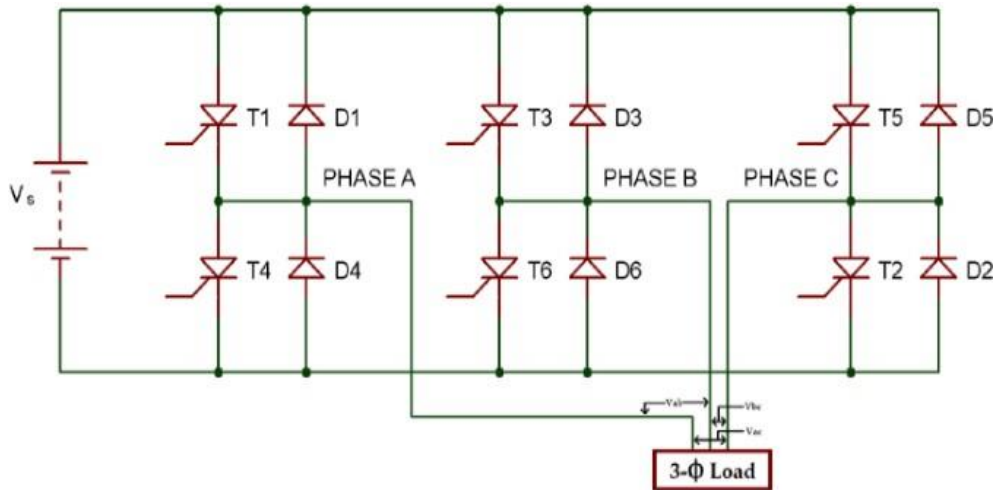 T1 D1 T3 D3 T5 D5
PHASE A PHASE B PHASE C
Vs
T4 D4 T6 D6 T2 D2
Vab Vbc
Vac
3-Φ Load